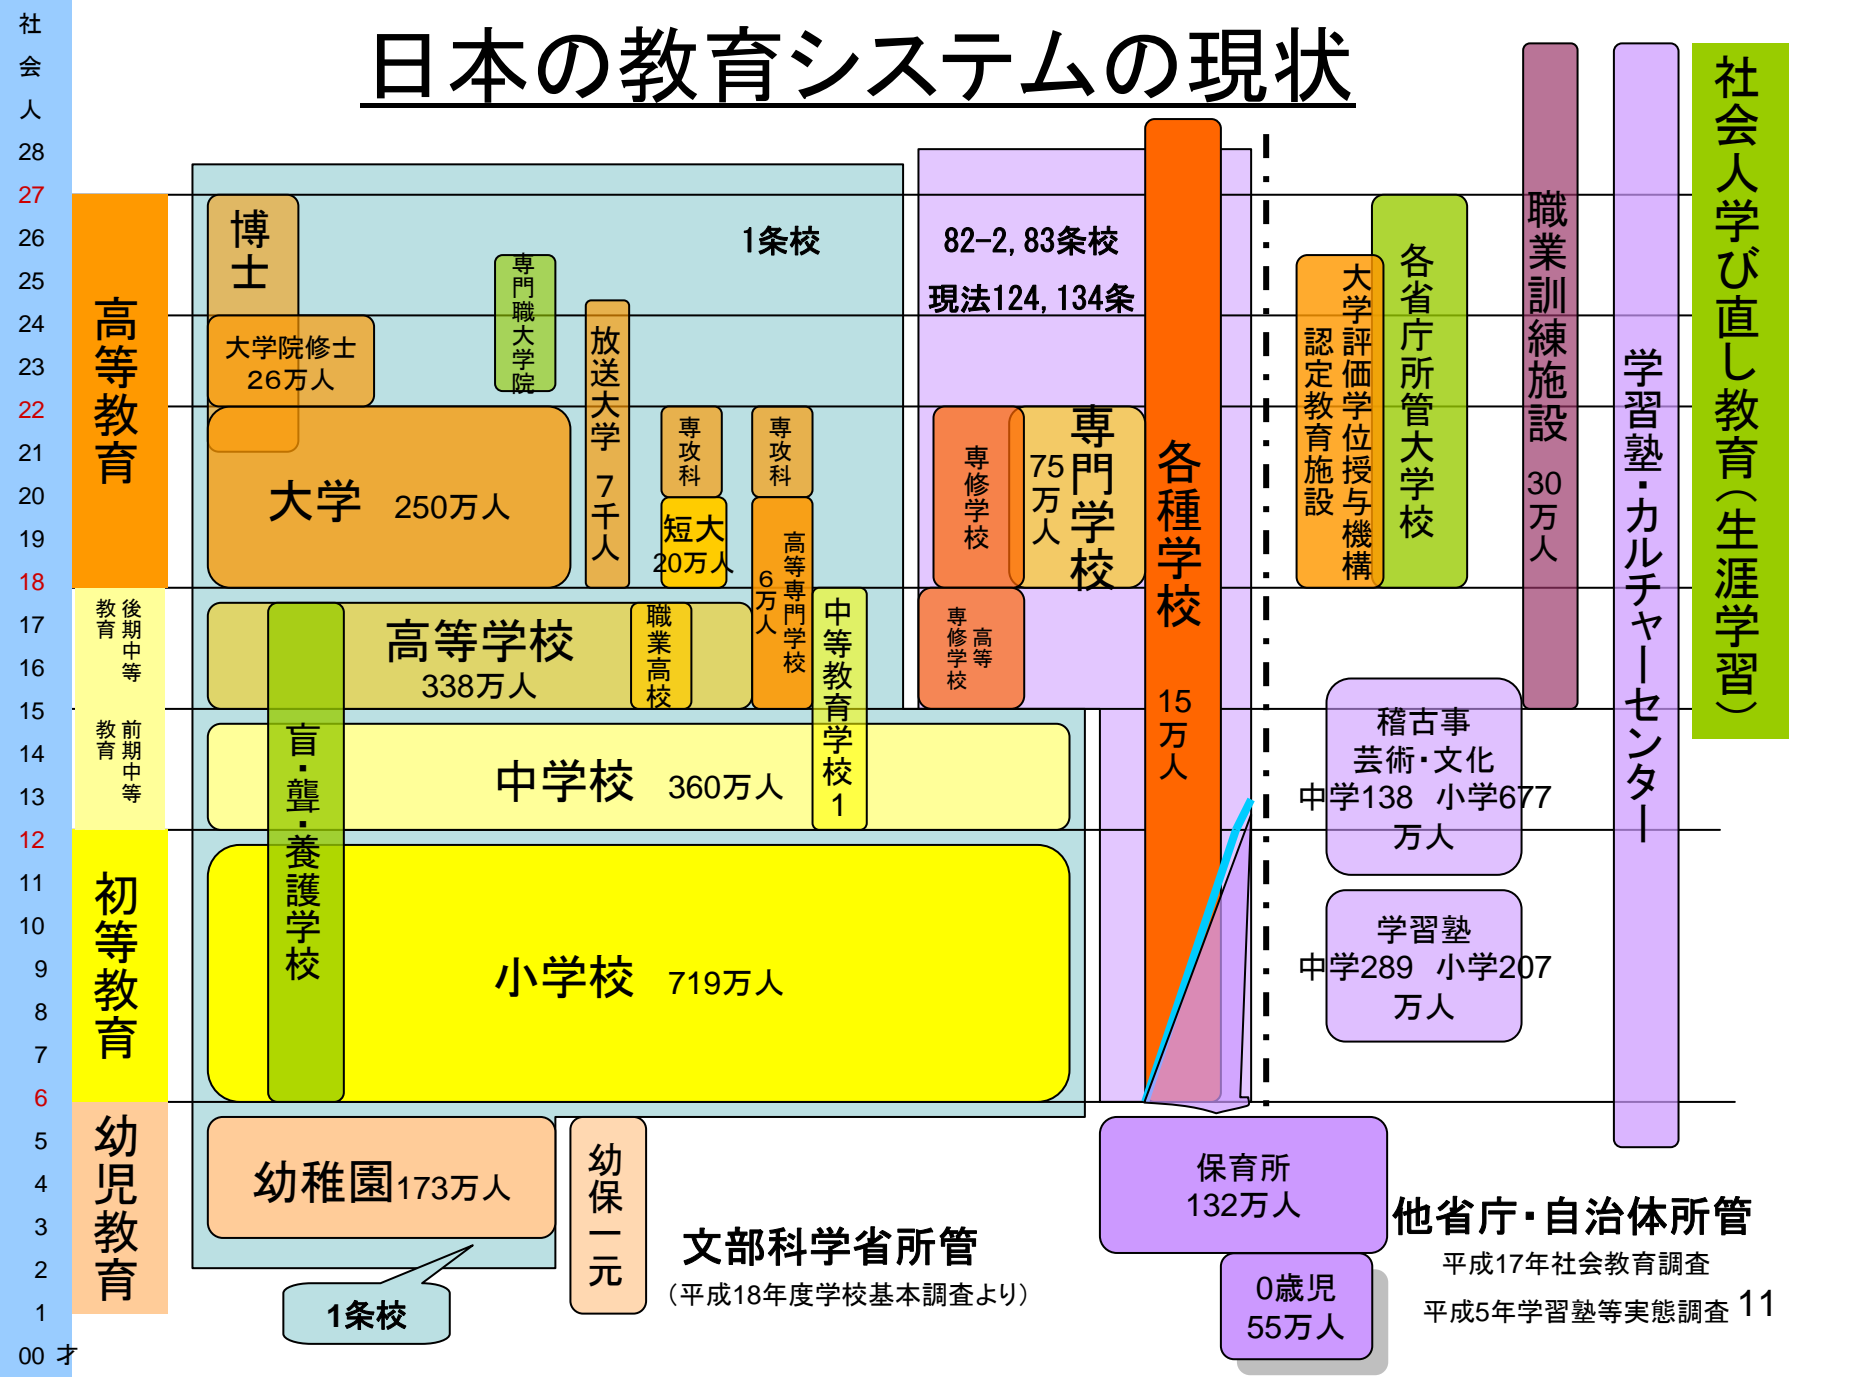 日本の教育システムの現状
社
会
人
28
27
26
25
24
23
22
21
20
19
18
17
16
15
14
13
12
11
10
9
8
7
6
5
4
3
2
1
00 才
高等教育
後期中等
教育
前期中等
教育
初等教育
幼児教育
1条校
博士
大学院修士
26万人
専門職大学院
放送大学 7千人
大学 250万人
専攻科
短大
20万人
専攻科
高等専門学校
6万人
高等学校
338万人
職業高校
中等教育学校1
盲・聾・養護学校
中学校 360万人
小学校 719万人
幼稚園173万人
幼保一元
1条校
文部科学省所管
（平成18年度学校基本調査より）
82−2,83条校
現法124,134条
専修学校
専門学校
75万人
高等
専修学校
各種学校 15万人
大学評価学位授与機構
認定教育施設
各省庁所管大学校
職業訓練施設 30万人
学習塾・カルチャーセンター
社会人学び直し教育（生涯学習）
稽古事
芸術・文化
中学138 小学677
万人
学習塾
中学289 小学207
万人
保育所
132万人
0歳児
55万人
他省庁・自治体所管
平成17年社会教育調査
平成5年学習塾等実態調査
11